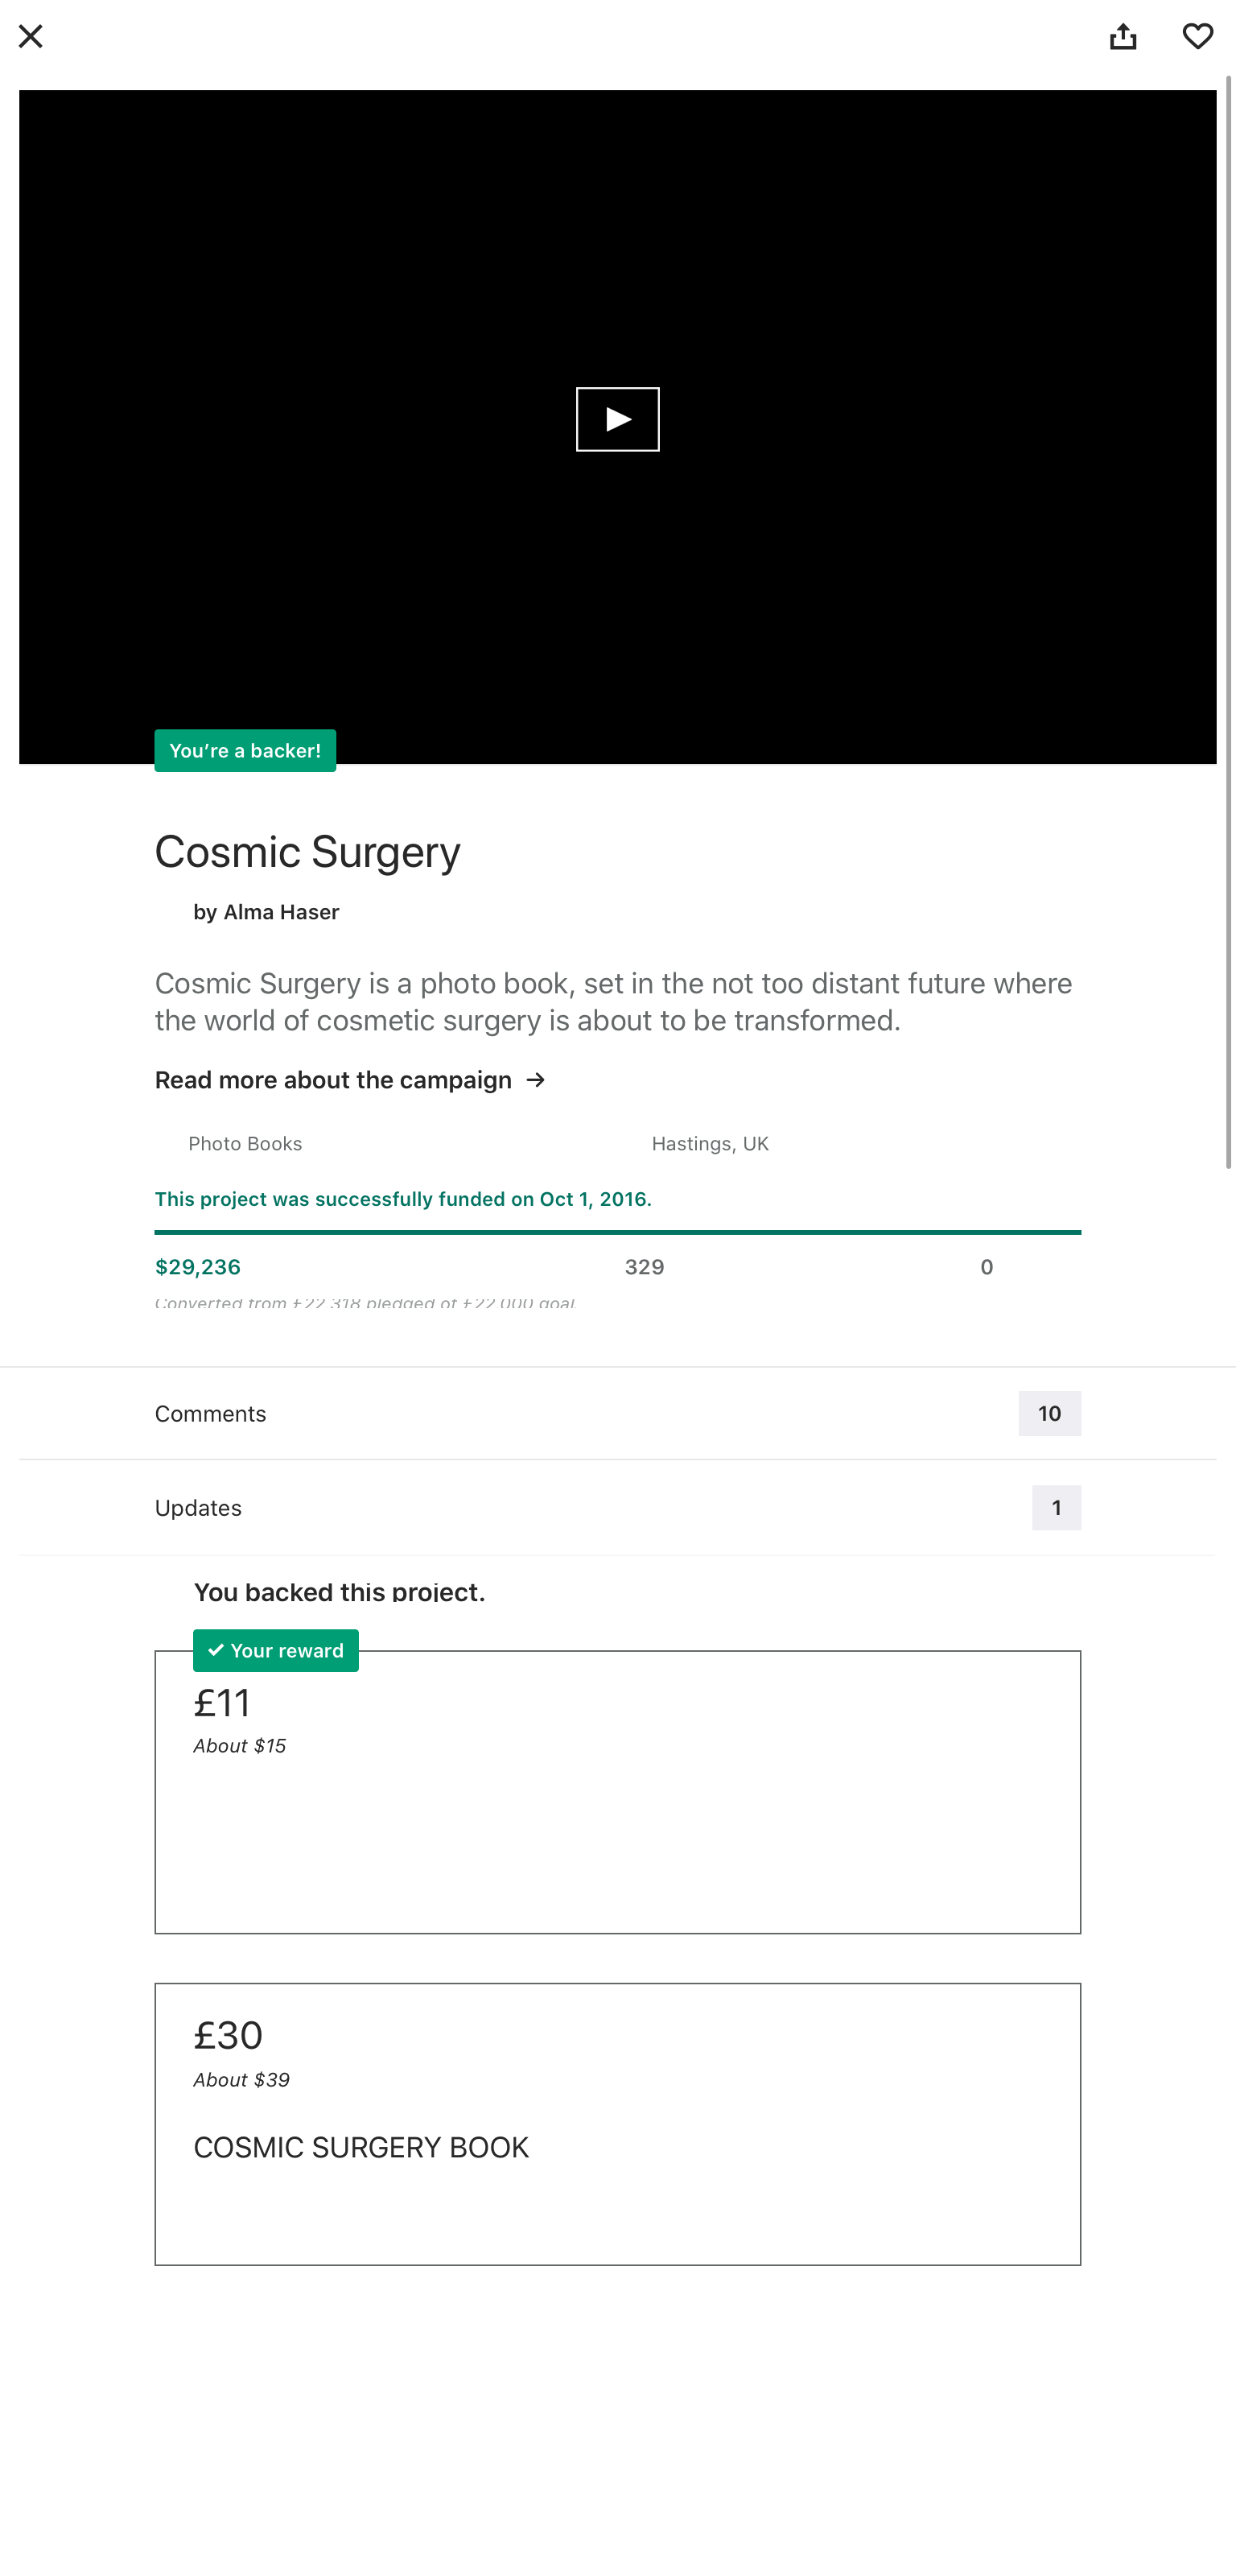 You’re a backer!
Cosmic Surgery
by Alma Haser
Cosmic Surgery is a photo book, set in the not too distant future where
the world of cosmetic surgery is about to be transformed.
Read more about the campaign →
Photo Books
Hastings, UK
This project was successfully funded on Oct 1, 2016.
$29,236
329
0
Converted from £22,318 pledged of £22,000 goal.
Comments
10
Updates
1
You backed this project.
✓ Your reward
£11
About $15
£30
About $39
COSMIC SURGERY BOOK